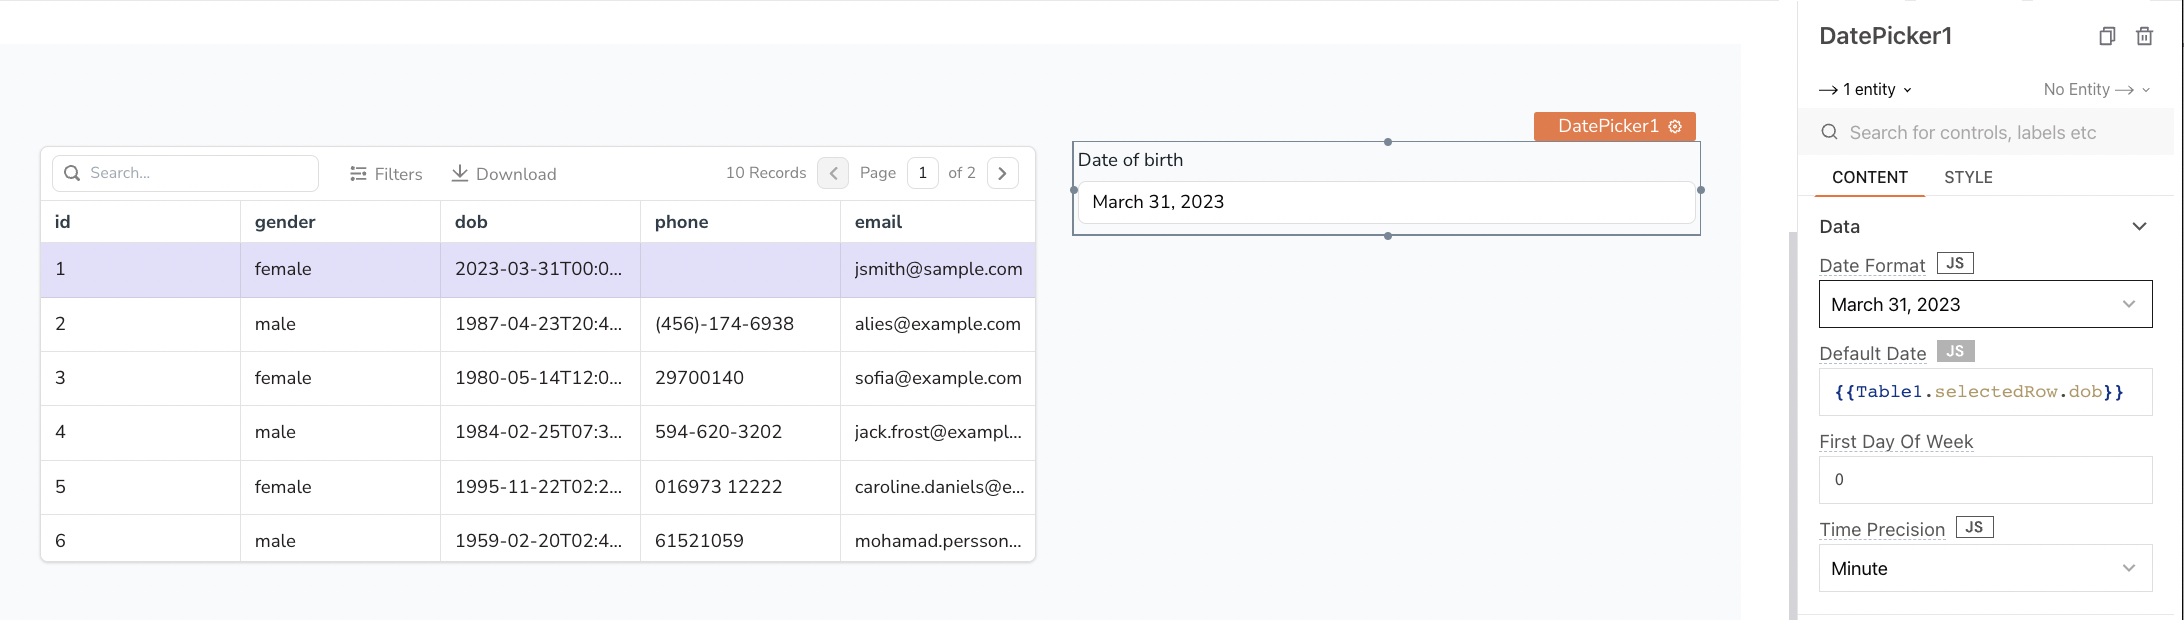 DatePicker1
1 entity
No Entity
Search for controls, labels etc
CONTENT STYLE
Data
Date Format JS
March 31, 2023
Default Date JS
{{Table1.selectedRow.dob}}
First Day Of Week
0
Time Precision JS
Minute
DatePicker1
Date of birth
March 31, 2023
Search... Filters Download 10 Records Page 1 of 2
id gender dob phone email
1 female 2023-03-31T00:0... jsmith@sample.com
2 male 1987-04-23T20:4... (456)-174-6938 alies@example.com
3 female 1980-05-14T12:0... 29700140 sofia@example.com
4 male 1984-02-25T07:3... 594-620-3202 jack.frost@exampl...
5 female 1995-11-22T02:2... 016973 12222 caroline.daniels@e...
6 male 1959-02-20T02:4... 61521059 mohamad.persson...